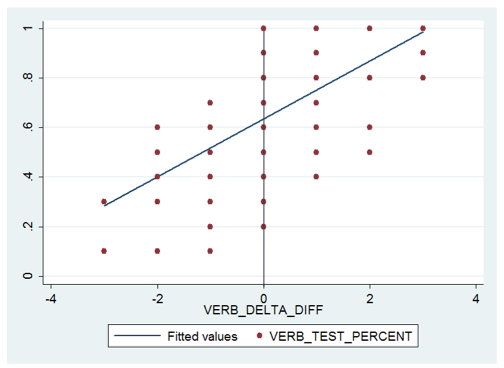 1
.8
.6
.4
.2
0
-4 -2 0 2 4
VERB_DELTA_DIFF
Fitted values VERB_TEST_PERCENT